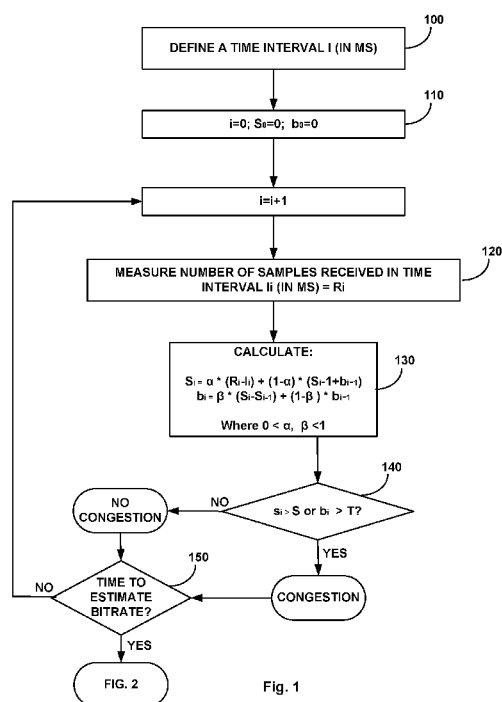 100
DEFINE A TIME INTERVAL I (IN MS)
110
i=0; S₀=0; b₀=0
i=i+1
120
MEASURE NUMBER OF SAMPLES RECEIVED IN TIME
INTERVAL Ii (IN MS) = Ri
130
CALCULATE:
Si = α * (Ri-Ii) + (1-α) * (Si-1+bi-1)
bi = β * (Si-Si-1) + (1-β ) * bi-1
Where 0 < α, β <1
140
si > S or bi > T?
NO
NO
CONGESTION
YES
CONGESTION
150
TIME TO
ESTIMATE
BITRATE?
NO
YES
FIG. 2
Fig. 1